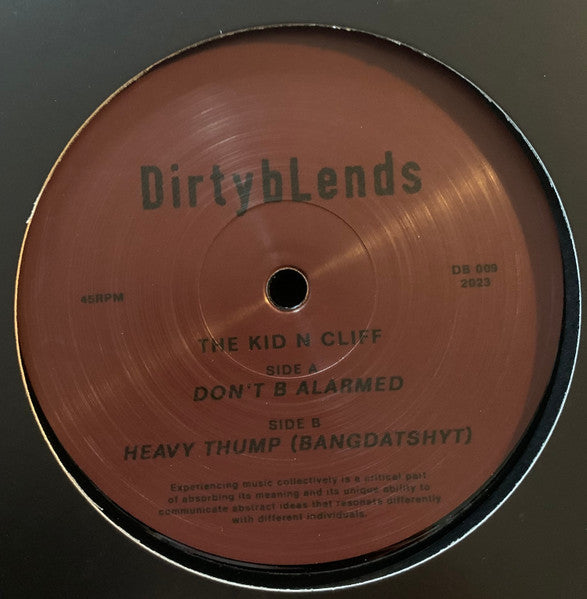 DirtybLends
45RPM
DB 009
2023
THE KID N CLIFF
SIDE A
DON'T B ALARMED
SIDE B
HEAVY THUMP (BANGDATSHYT)
Experiencing music collectively is a critical part
of absorbing its meaning and its unique ability to
communicate abstract ideas that resonate differently
with different individuals.